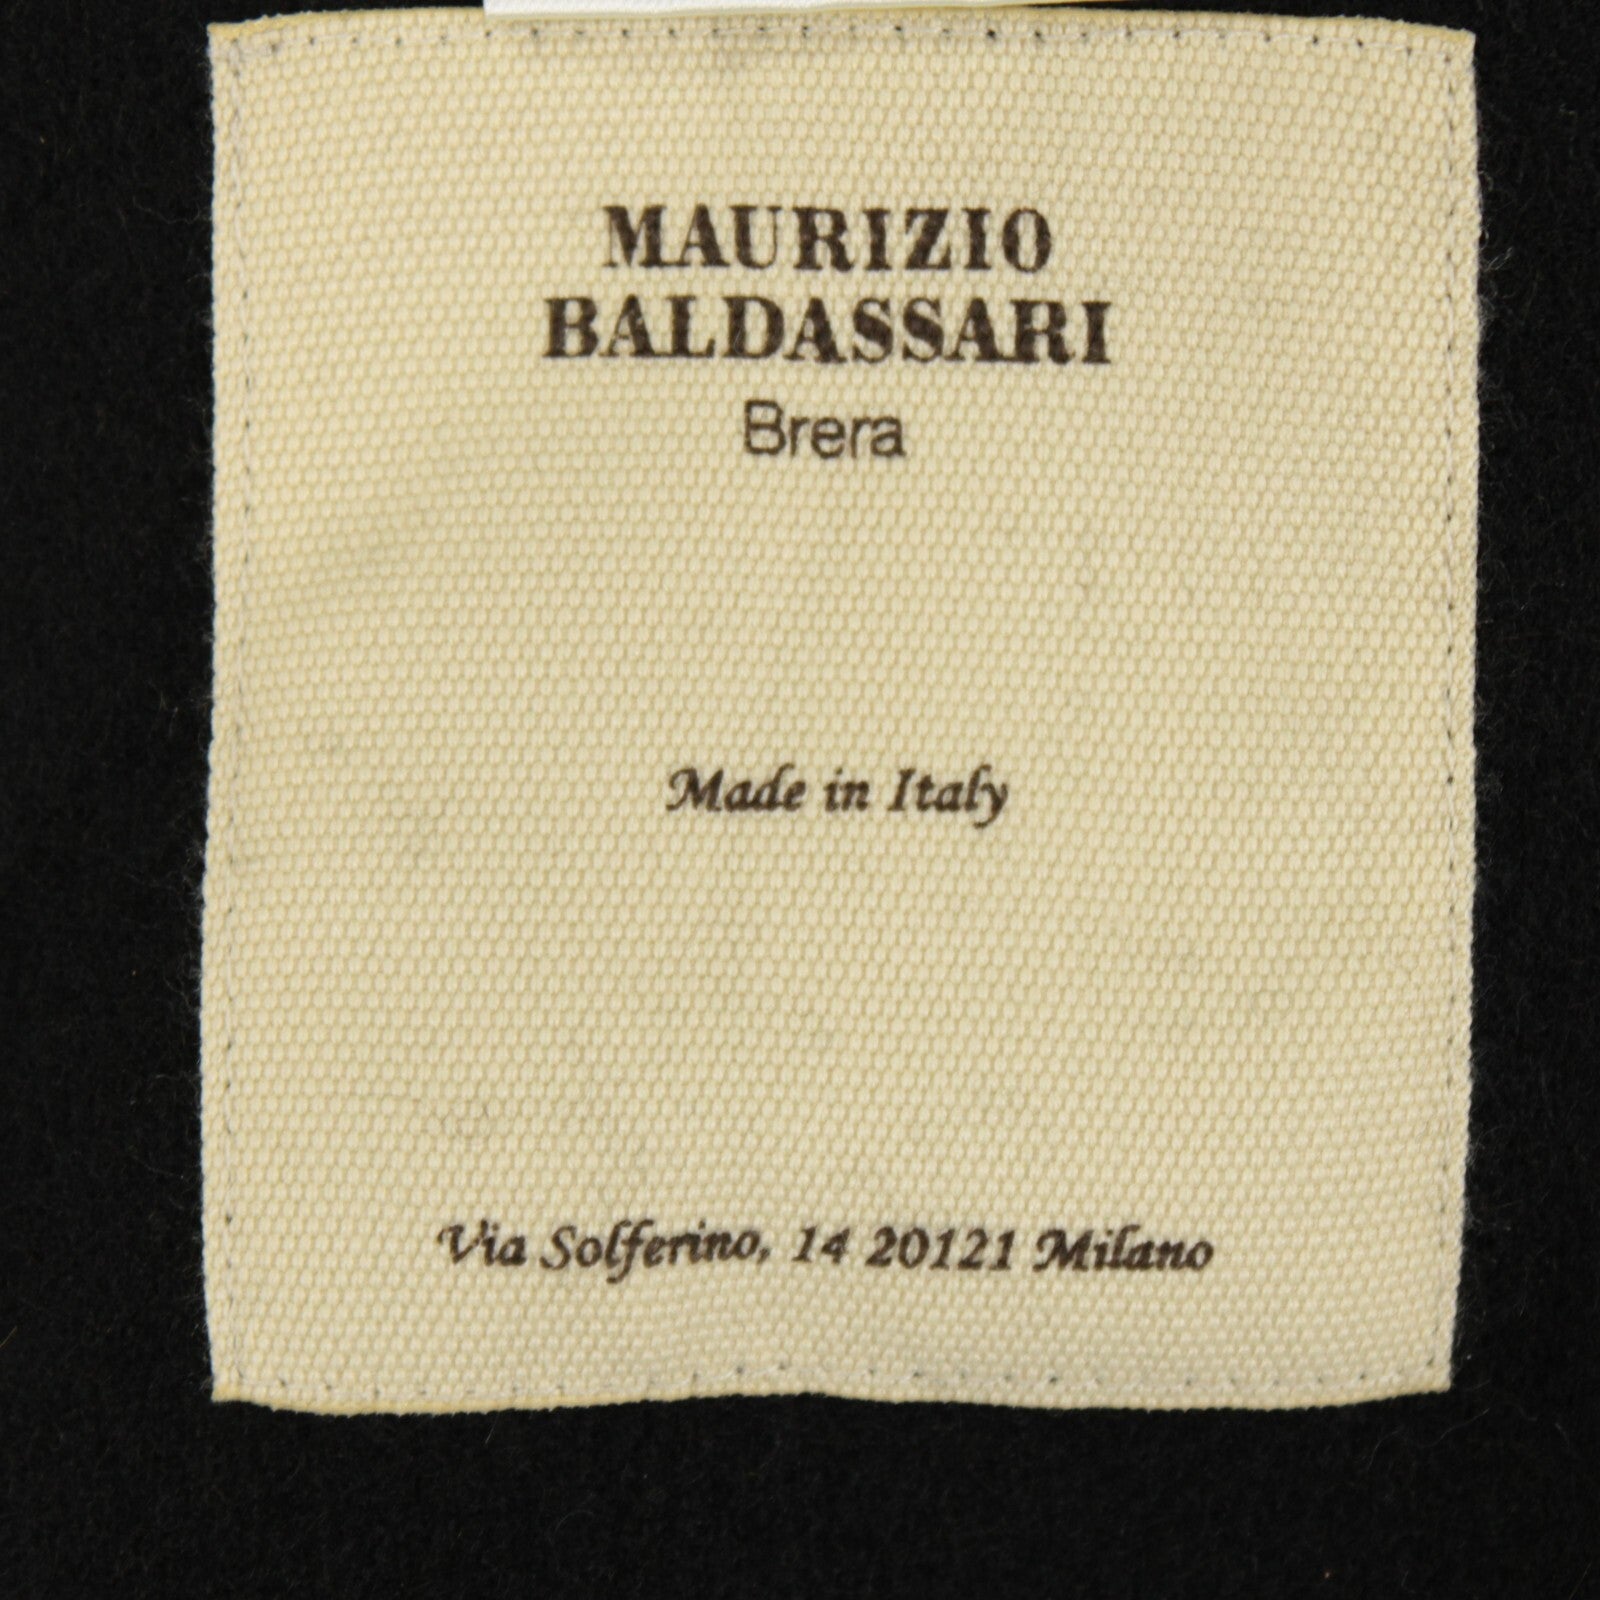 MAURIZIO
BALDASSARI
Brera
Made in Italy
Via Solferino, 14 20121 Milano